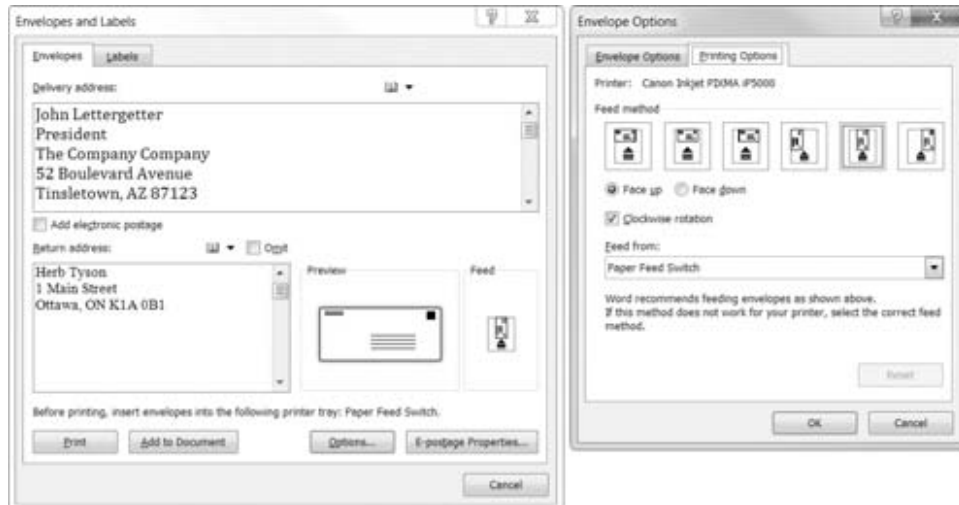 Envelopes and Labels
Envelopes Labels
Delivery address:
John Lettergetter
President
The Company Company
52 Boulevard Avenue
Tinsletown, AZ 87123
Add electronic postage
Return address: Omit
Herb Tyson
1 Main Street
Ottawa, ON K1A 0B1
Preview
Feed
Before printing, insert envelopes into the following printer tray: Paper Feed Switch.
Print Add to Document Options... E-postage Properties...
Cancel
Envelope Options
Envelope Options Printing Options
Printer: Canon Inkjet PIXMA iP5000
Feed method
Face up Face down
Clockwise rotation
Feed from:
Paper Feed Switch
Word recommends feeding envelopes as shown above.
If this method does not work for your printer, select the correct feed
method.
Reset
OK Cancel